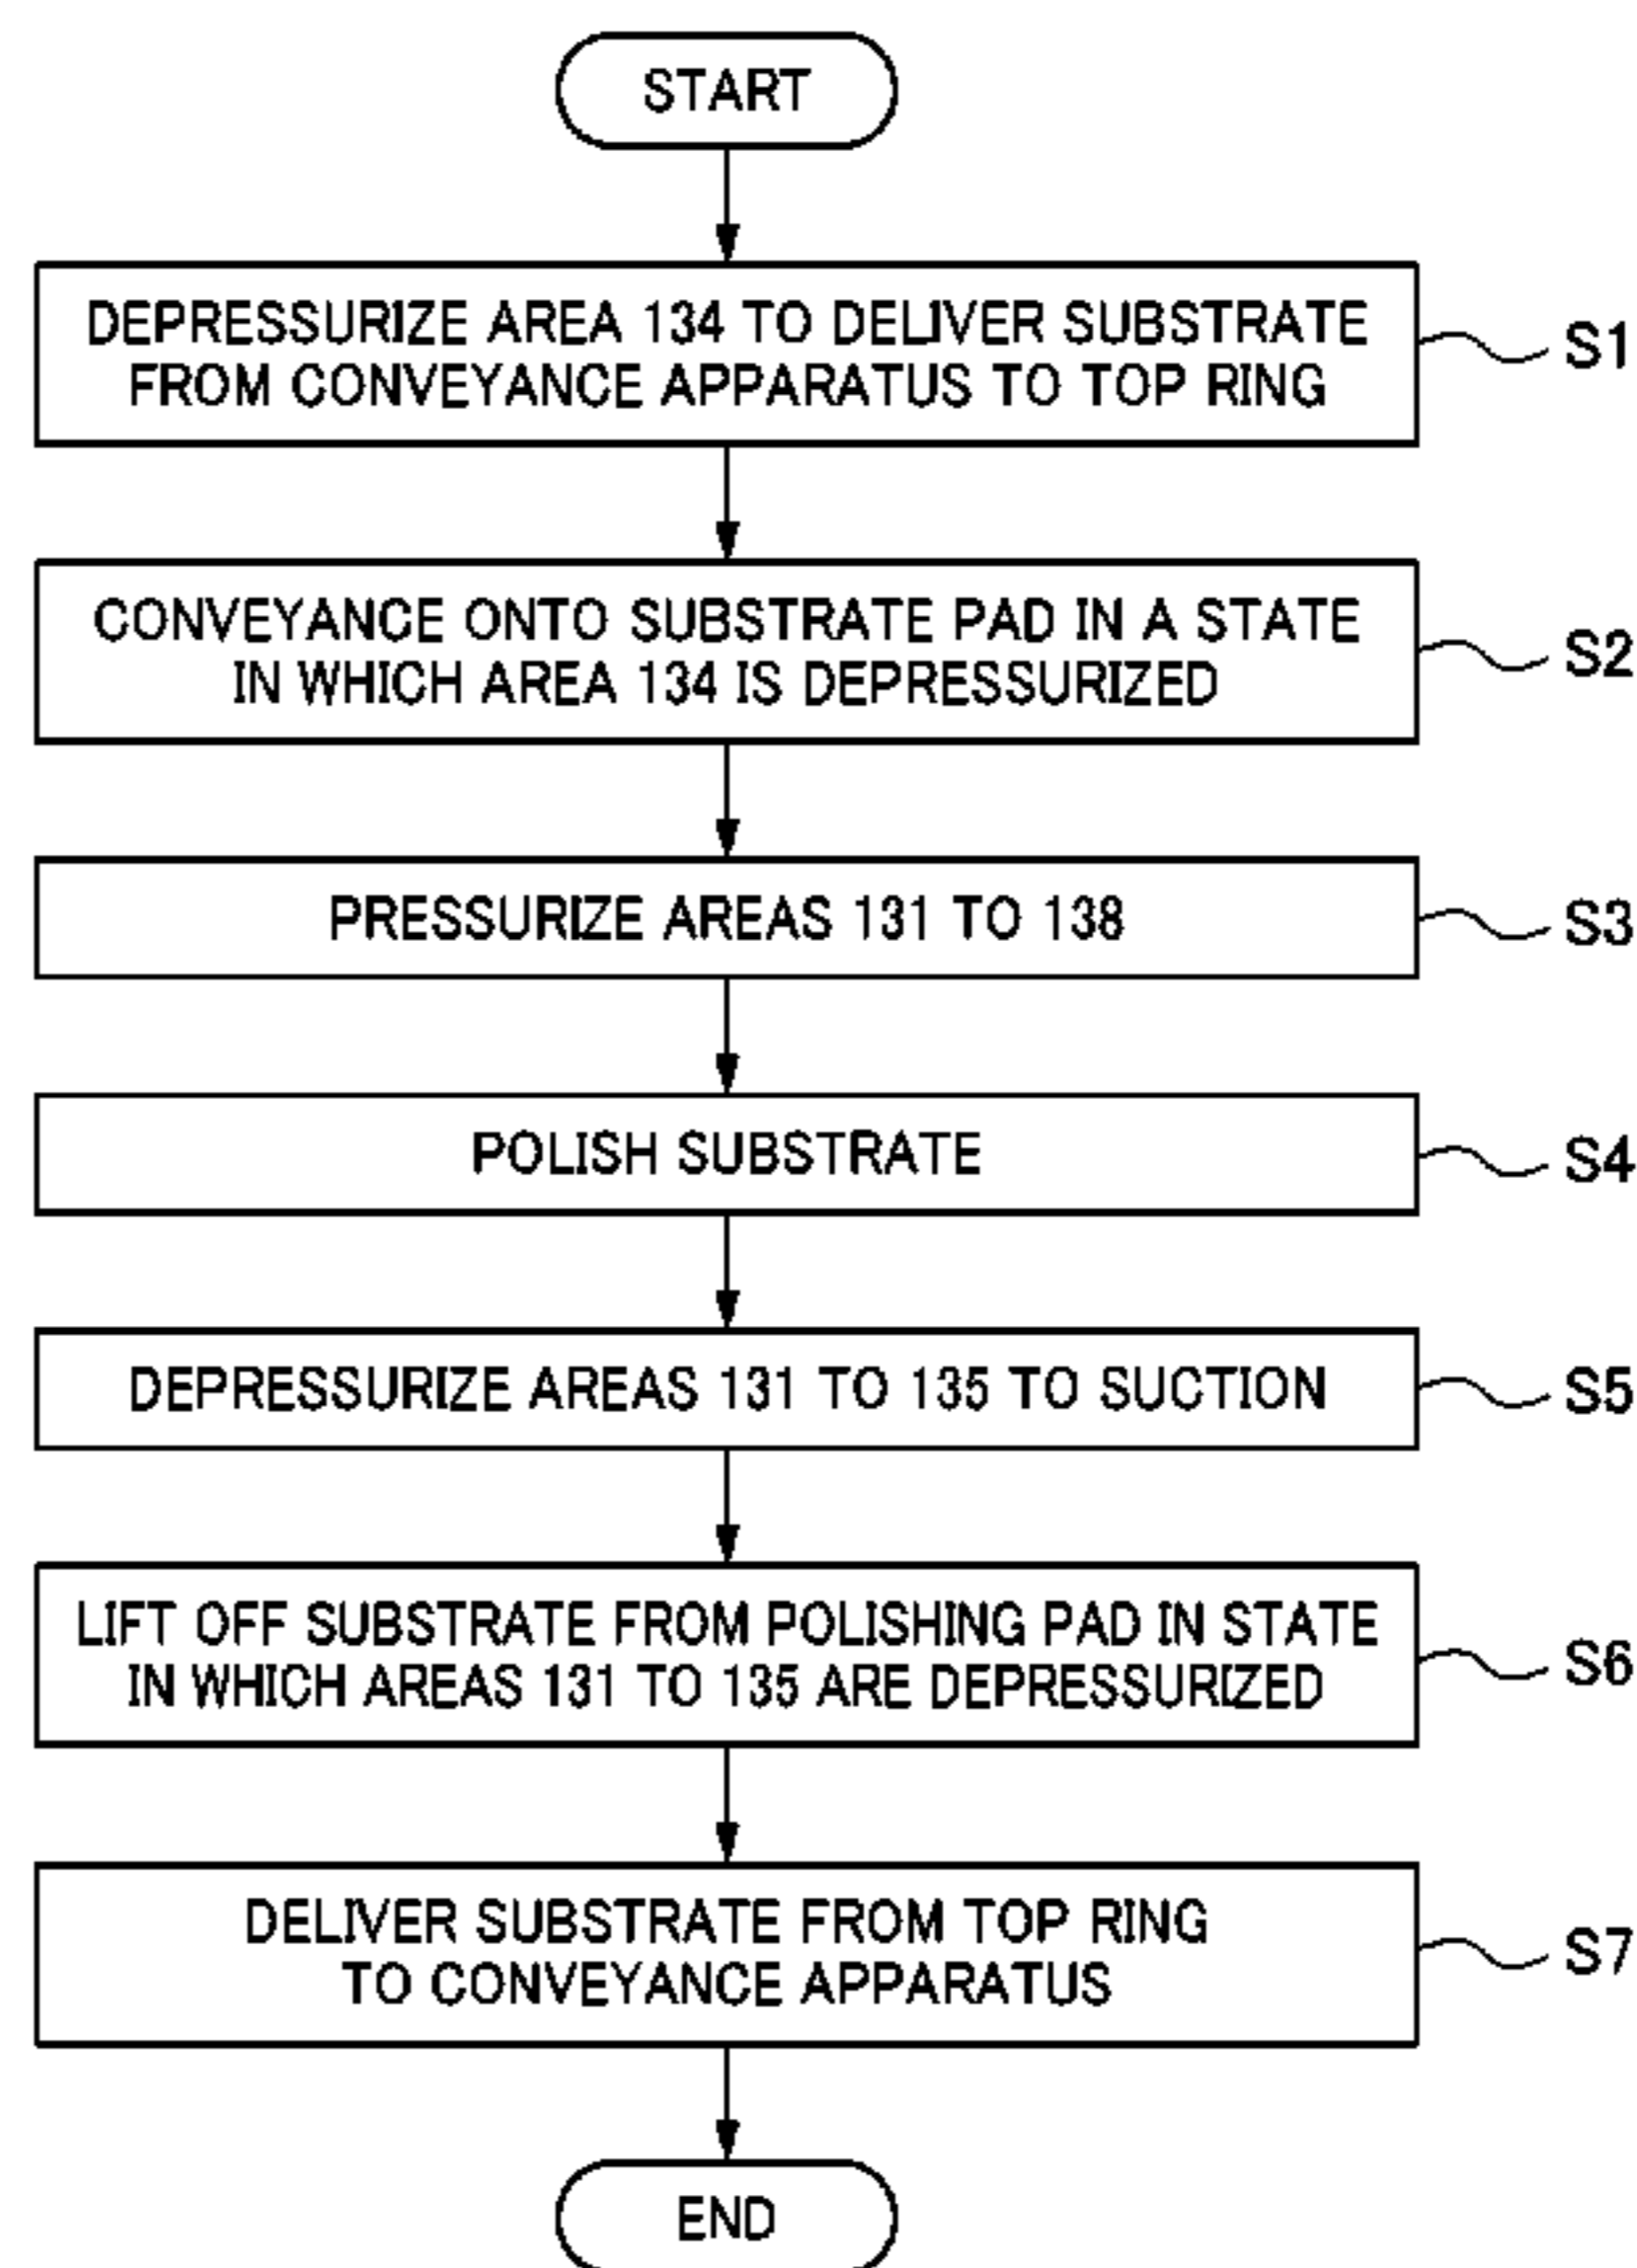 START
DEPRESSURIZE AREA 134 TO DELIVER SUBSTRATE
FROM CONVEYANCE APPARATUS TO TOP RING
S1
CONVEYANCE ONTO SUBSTRATE PAD IN A STATE
IN WHICH AREA 134 IS DEPRESSURIZED
S2
PRESSURIZE AREAS 131 TO 138
S3
POLISH SUBSTRATE
S4
DEPRESSURIZE AREAS 131 TO 135 TO SUCTION
S5
LIFT OFF SUBSTRATE FROM POLISHING PAD IN STATE
IN WHICH AREAS 131 TO 135 ARE DEPRESSURIZED
S6
DELIVER SUBSTRATE FROM TOP RING
TO CONVEYANCE APPARATUS
S7
END